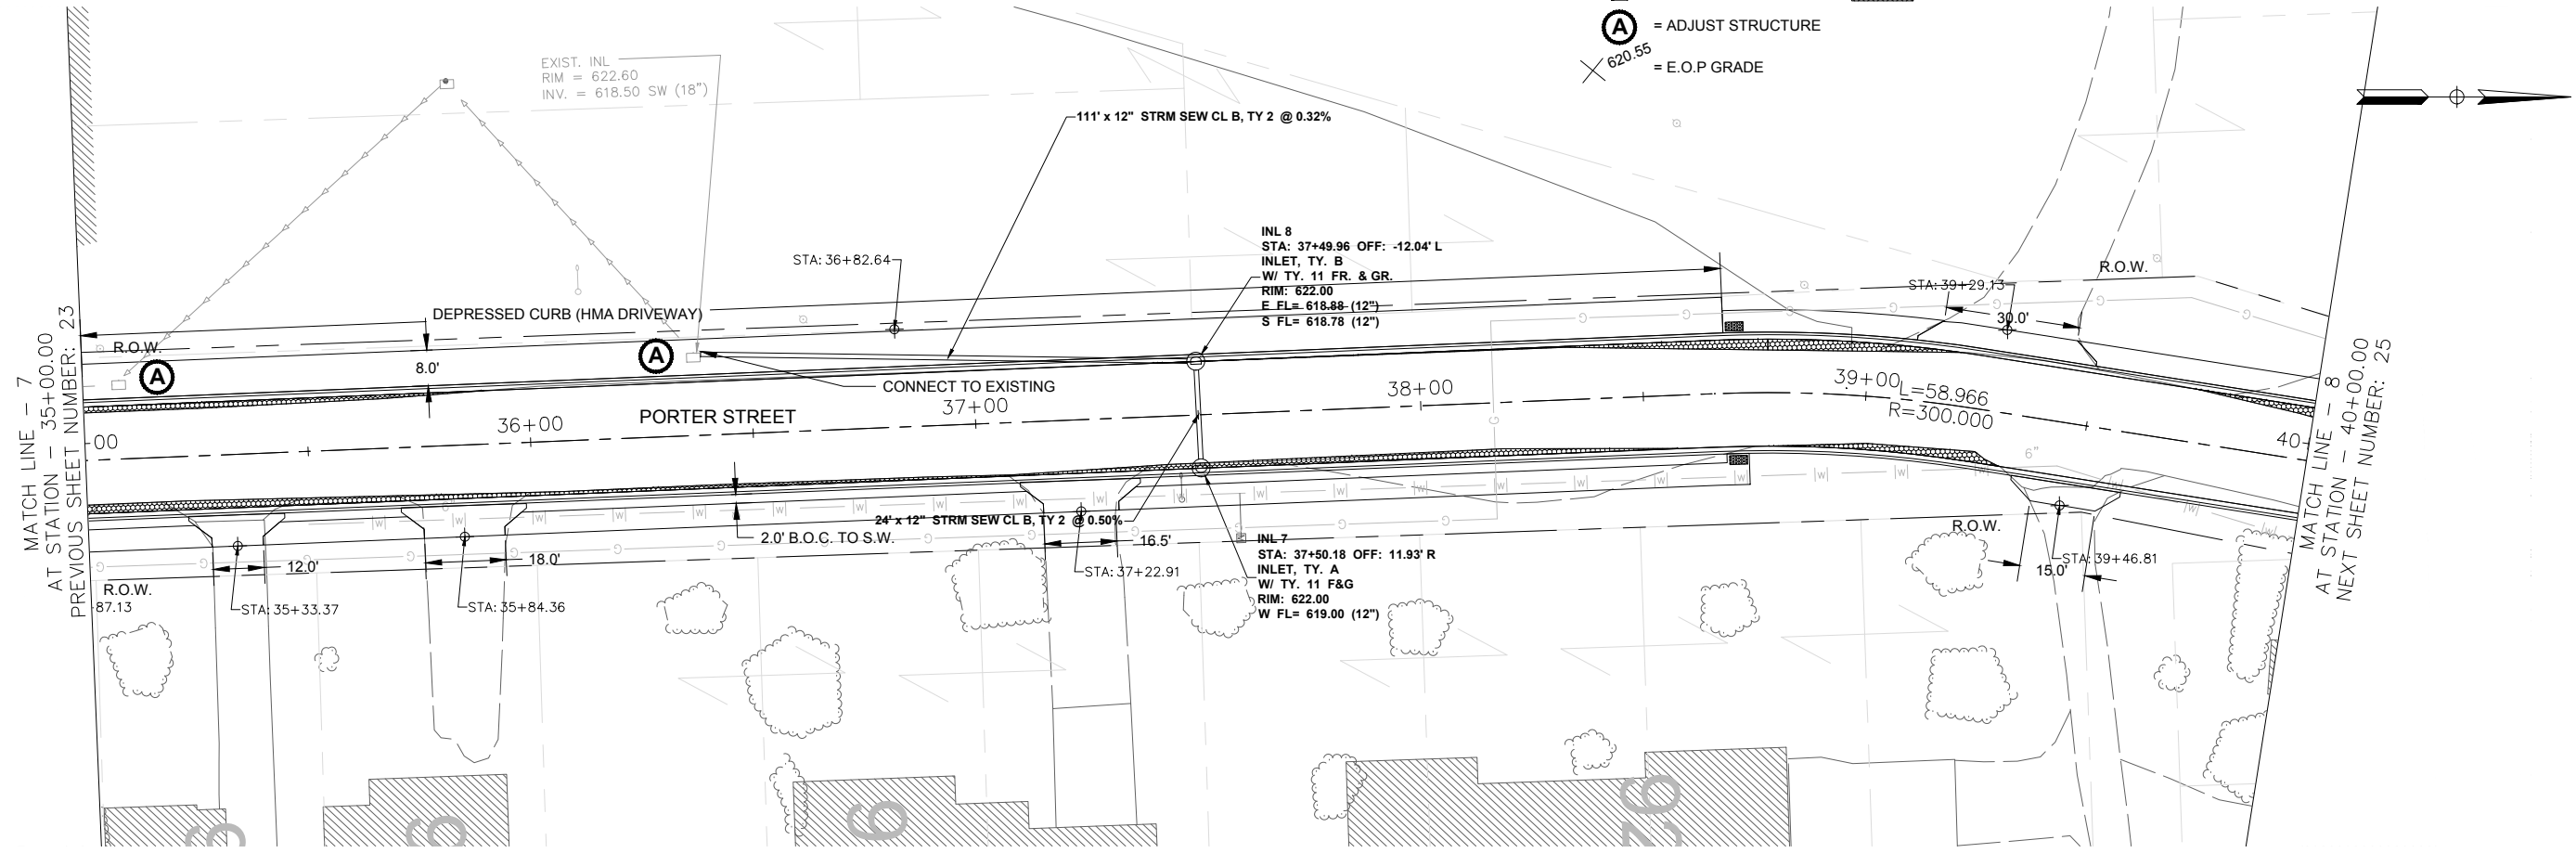 A = ADJUST STRUCTURE
620.55 = E.O.P GRADE
EXIST. INL
RIM = 622.60
INV. = 618.50 SW (18")
111' x 12" STRM SEW CL B, TY 2 @ 0.32%
INL 8
STA: 37+49.96 OFF: -12.04' L
INLET, TY. B
W/ TY. 11 FR. & GR.
RIM: 622.00
E FL= 618.88 (12")
S FL= 618.78 (12")
STA: 36+82.64
DEPRESSED CURB (HMA DRIVEWAY)
R.O.W.
STA: 39+29.13
30.0'
R.O.W.
A
A
8.0'
CONNECT TO EXISTING
MATCH LINE - 7
AT STATION - 35+00.00
PREVIOUS SHEET NUMBER: 23
00
36+00
PORTER STREET
37+00
38+00
39+00
L=58.966
R=300.000
40
MATCH LINE - 8
AT STATION - 40+00.00
NEXT SHEET NUMBER: 25
6"
24' x 12" STRM SEW CL B, TY 2 @ 0.50%
2.0' B.O.C. TO S.W.
16.5'
INL 7
STA: 37+50.18 OFF: 11.93' R
INLET, TY. A
W/ TY. 11 F&G
RIM: 622.00
W FL= 619.00 (12")
12.0'
18.0'
R.O.W.
87.13
STA: 35+33.37
STA: 35+84.36
STA: 37+22.91
R.O.W.
STA: 39+46.81
15.0'